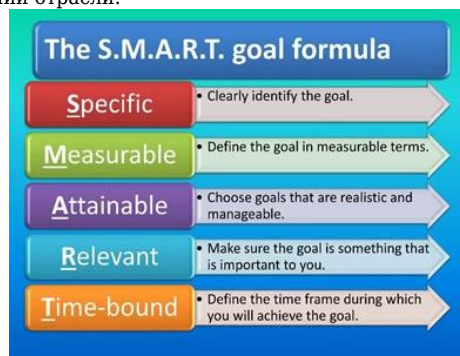 отрасли.
The S.M.A.R.T. goal formula
Specific
• Clearly identify the goal.
Measurable
• Define the goal in measurable terms.
Attainable
• Choose goals that are realistic and
manageable.
Relevant
• Make sure the goal is something that
is important to you.
Time-bound
• Define the time frame during which
you will achieve the goal.